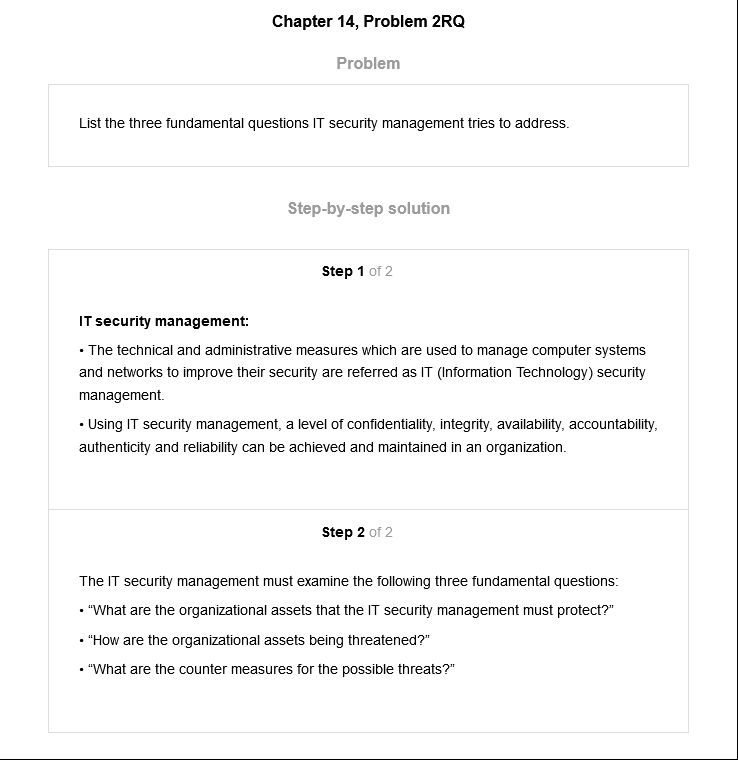 Chapter 14, Problem 2RQ
Problem
List the three fundamental questions IT security management tries to address.
Step-by-step solution
Step 1 of 2
IT security management:
• The technical and administrative measures which are used to manage computer systems
and networks to improve their security are referred as IT (Information Technology) security
management.
• Using IT security management, a level of confidentiality, integrity, availability, accountability,
authenticity and reliability can be achieved and maintained in an organization.
Step 2 of 2
The IT security management must examine the following three fundamental questions:
• “What are the organizational assets that the IT security management must protect?”
• “How are the organizational assets being threatened?”
• “What are the counter measures for the possible threats?”